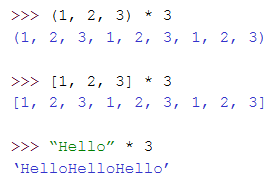 >>> (1, 2, 3) * 3
(1, 2, 3, 1, 2, 3, 1, 2, 3)
>>> [1, 2, 3] * 3
[1, 2, 3, 1, 2, 3, 1, 2, 3]
>>> “Hello” * 3
‘HelloHelloHello’